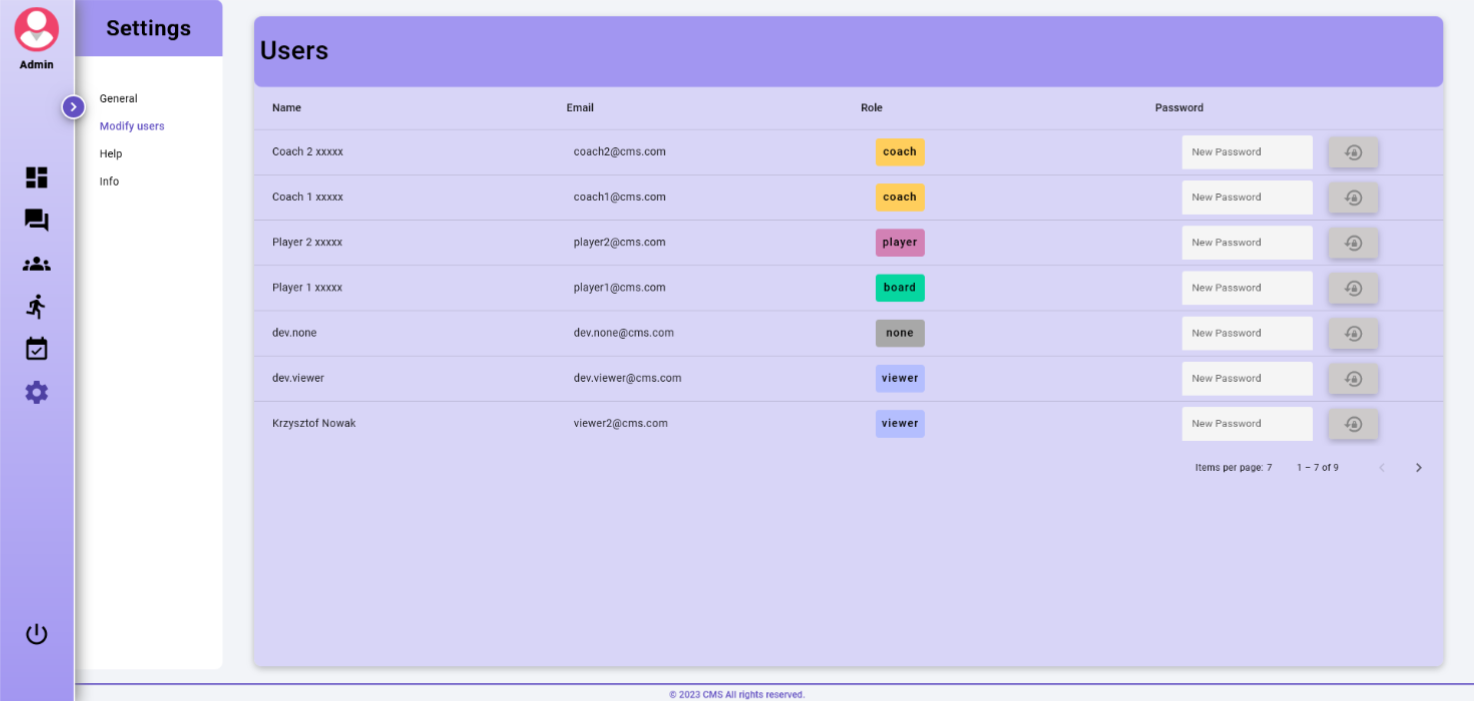 Admin
Settings
General
Modify users
Help
Info
Users
Name Email Role Password
Coach 2 xxxxx coach2@cms.com coach New Password
Coach 1 xxxxx coach1@cms.com coach New Password
Player 2 xxxxx player2@cms.com player New Password
Player 1 xxxxx player1@cms.com board New Password
dev.none dev.none@cms.com none New Password
dev.viewer dev.viewer@cms.com viewer New Password
Krzysztof Nowak viewer2@cms.com viewer New Password
Items per page: 7 1 – 7 of 9
© 2023 CMS All rights reserved.